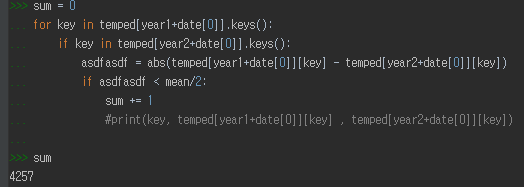 >>> sum = 0
... for key in temped[year1+date[0]].keys():
...     if key in temped[year2+date[0]].keys():
...         asdfasdf = abs(temped[year1+date[0]][key] - temped[year2+date[0]][key])
...         if asdfasdf < mean/2:
...             sum += 1
...             #print(key, temped[year1+date[0]][key] , temped[year2+date[0]][key])
...
>>> sum
4257